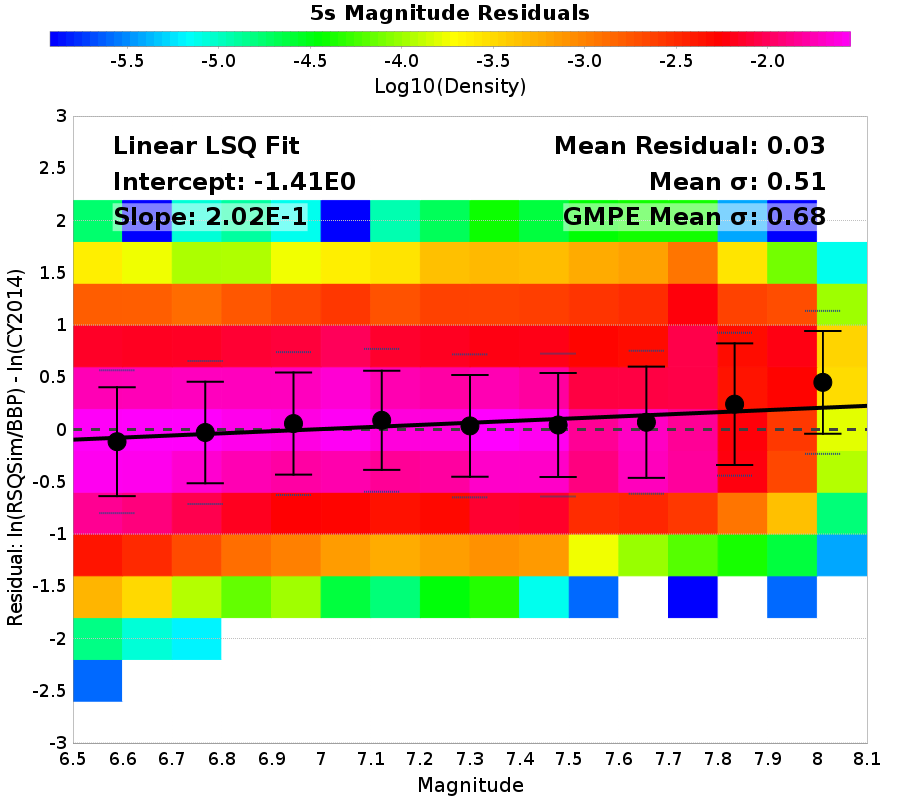 5s Magnitude Residuals
-5.5 -5.0 -4.5 -4.0 -3.5 -3.0 -2.5 -2.0
Log10(Density)
Linear LSQ Fit
Intercept: -1.41E0
Slope: 2.02E-1
Mean Residual: 0.03
Mean σ: 0.51
GMPE Mean σ: 0.68
Residual: ln(RSQSim/BBP) - ln(CY2014)
3
2.5
2
1.5
1
0.5
0
-0.5
-1
-1.5
-2
-2.5
-3
6.5 6.6 6.7 6.8 6.9 7 7.1 7.2 7.3 7.4 7.5 7.6 7.7 7.8 7.9 8 8.1
Magnitude